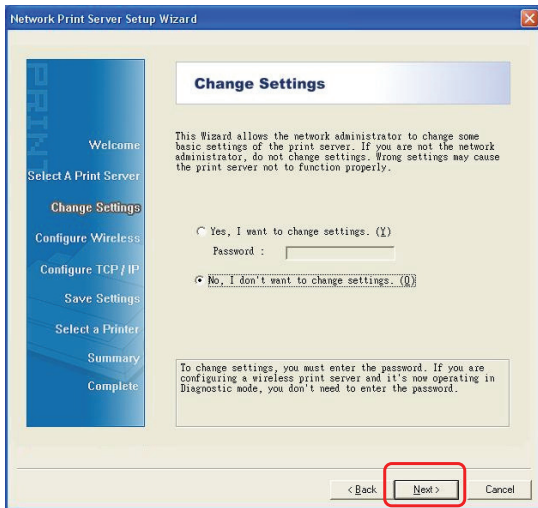 Network Print Server Setup Wizard
PRINT
Welcome
Select A Print Server
Change Settings
Configure Wireless
Configure TCP / IP
Save Settings
Select a Printer
Summary
Complete
Change Settings
This Wizard allows the network administrator to change some
basic settings of the print server. If you are not the network
administrator, do not change settings. Wrong settings may cause
the print server not to function properly.
Yes, I want to change settings. (Y)
Password :
No, I don't want to change settings. (O)
To change settings, you must enter the password. If you are
configuring a wireless print server and it's now operating in
Diagnostic mode, you don't need to enter the password.
< Back
Next >
Cancel